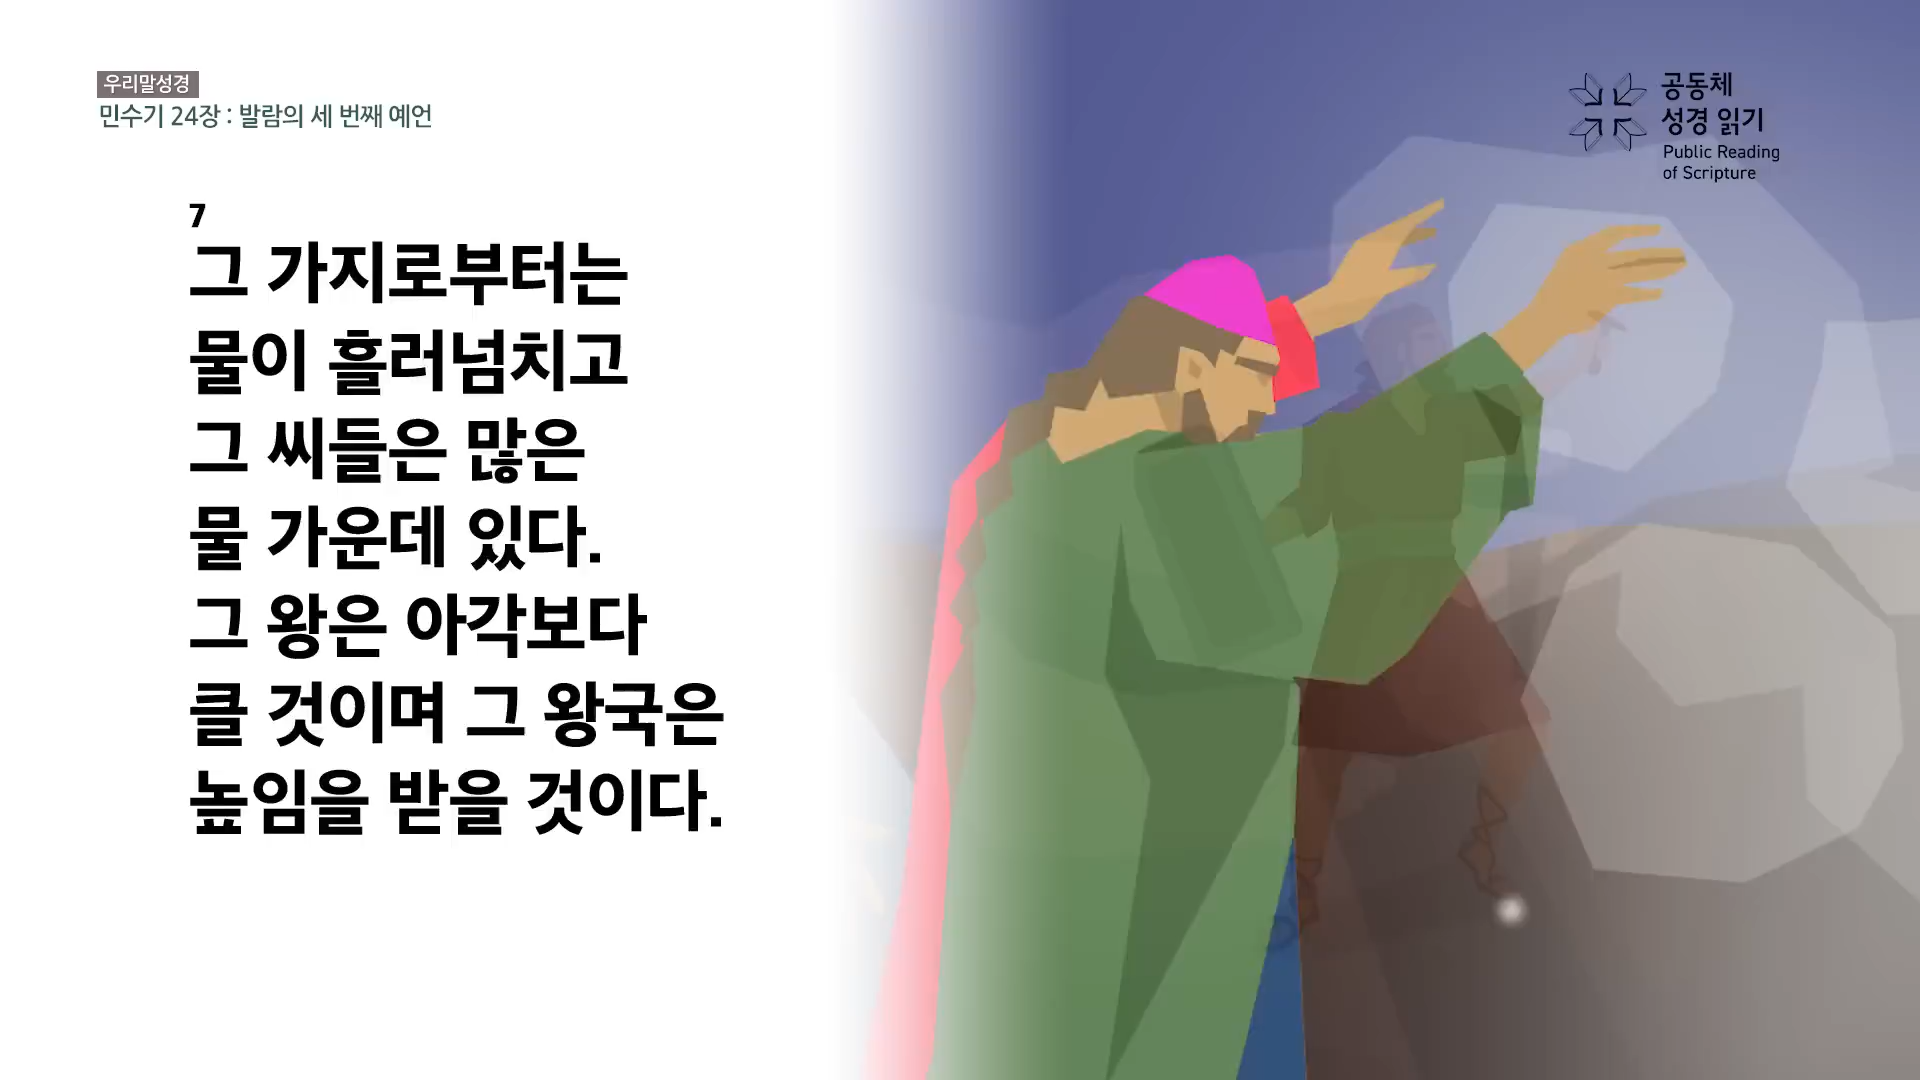 우리말성경
민수기 24장 : 발람의 세 번째 예언
공동체
성경 읽기
Public Reading
of Scripture
7
그 가지로부터는
물이 흘러넘치고
그 씨들은 많은
물 가운데 있다.
그 왕은 아각보다
클 것이며 그 왕국은
높임을 받을 것이다.